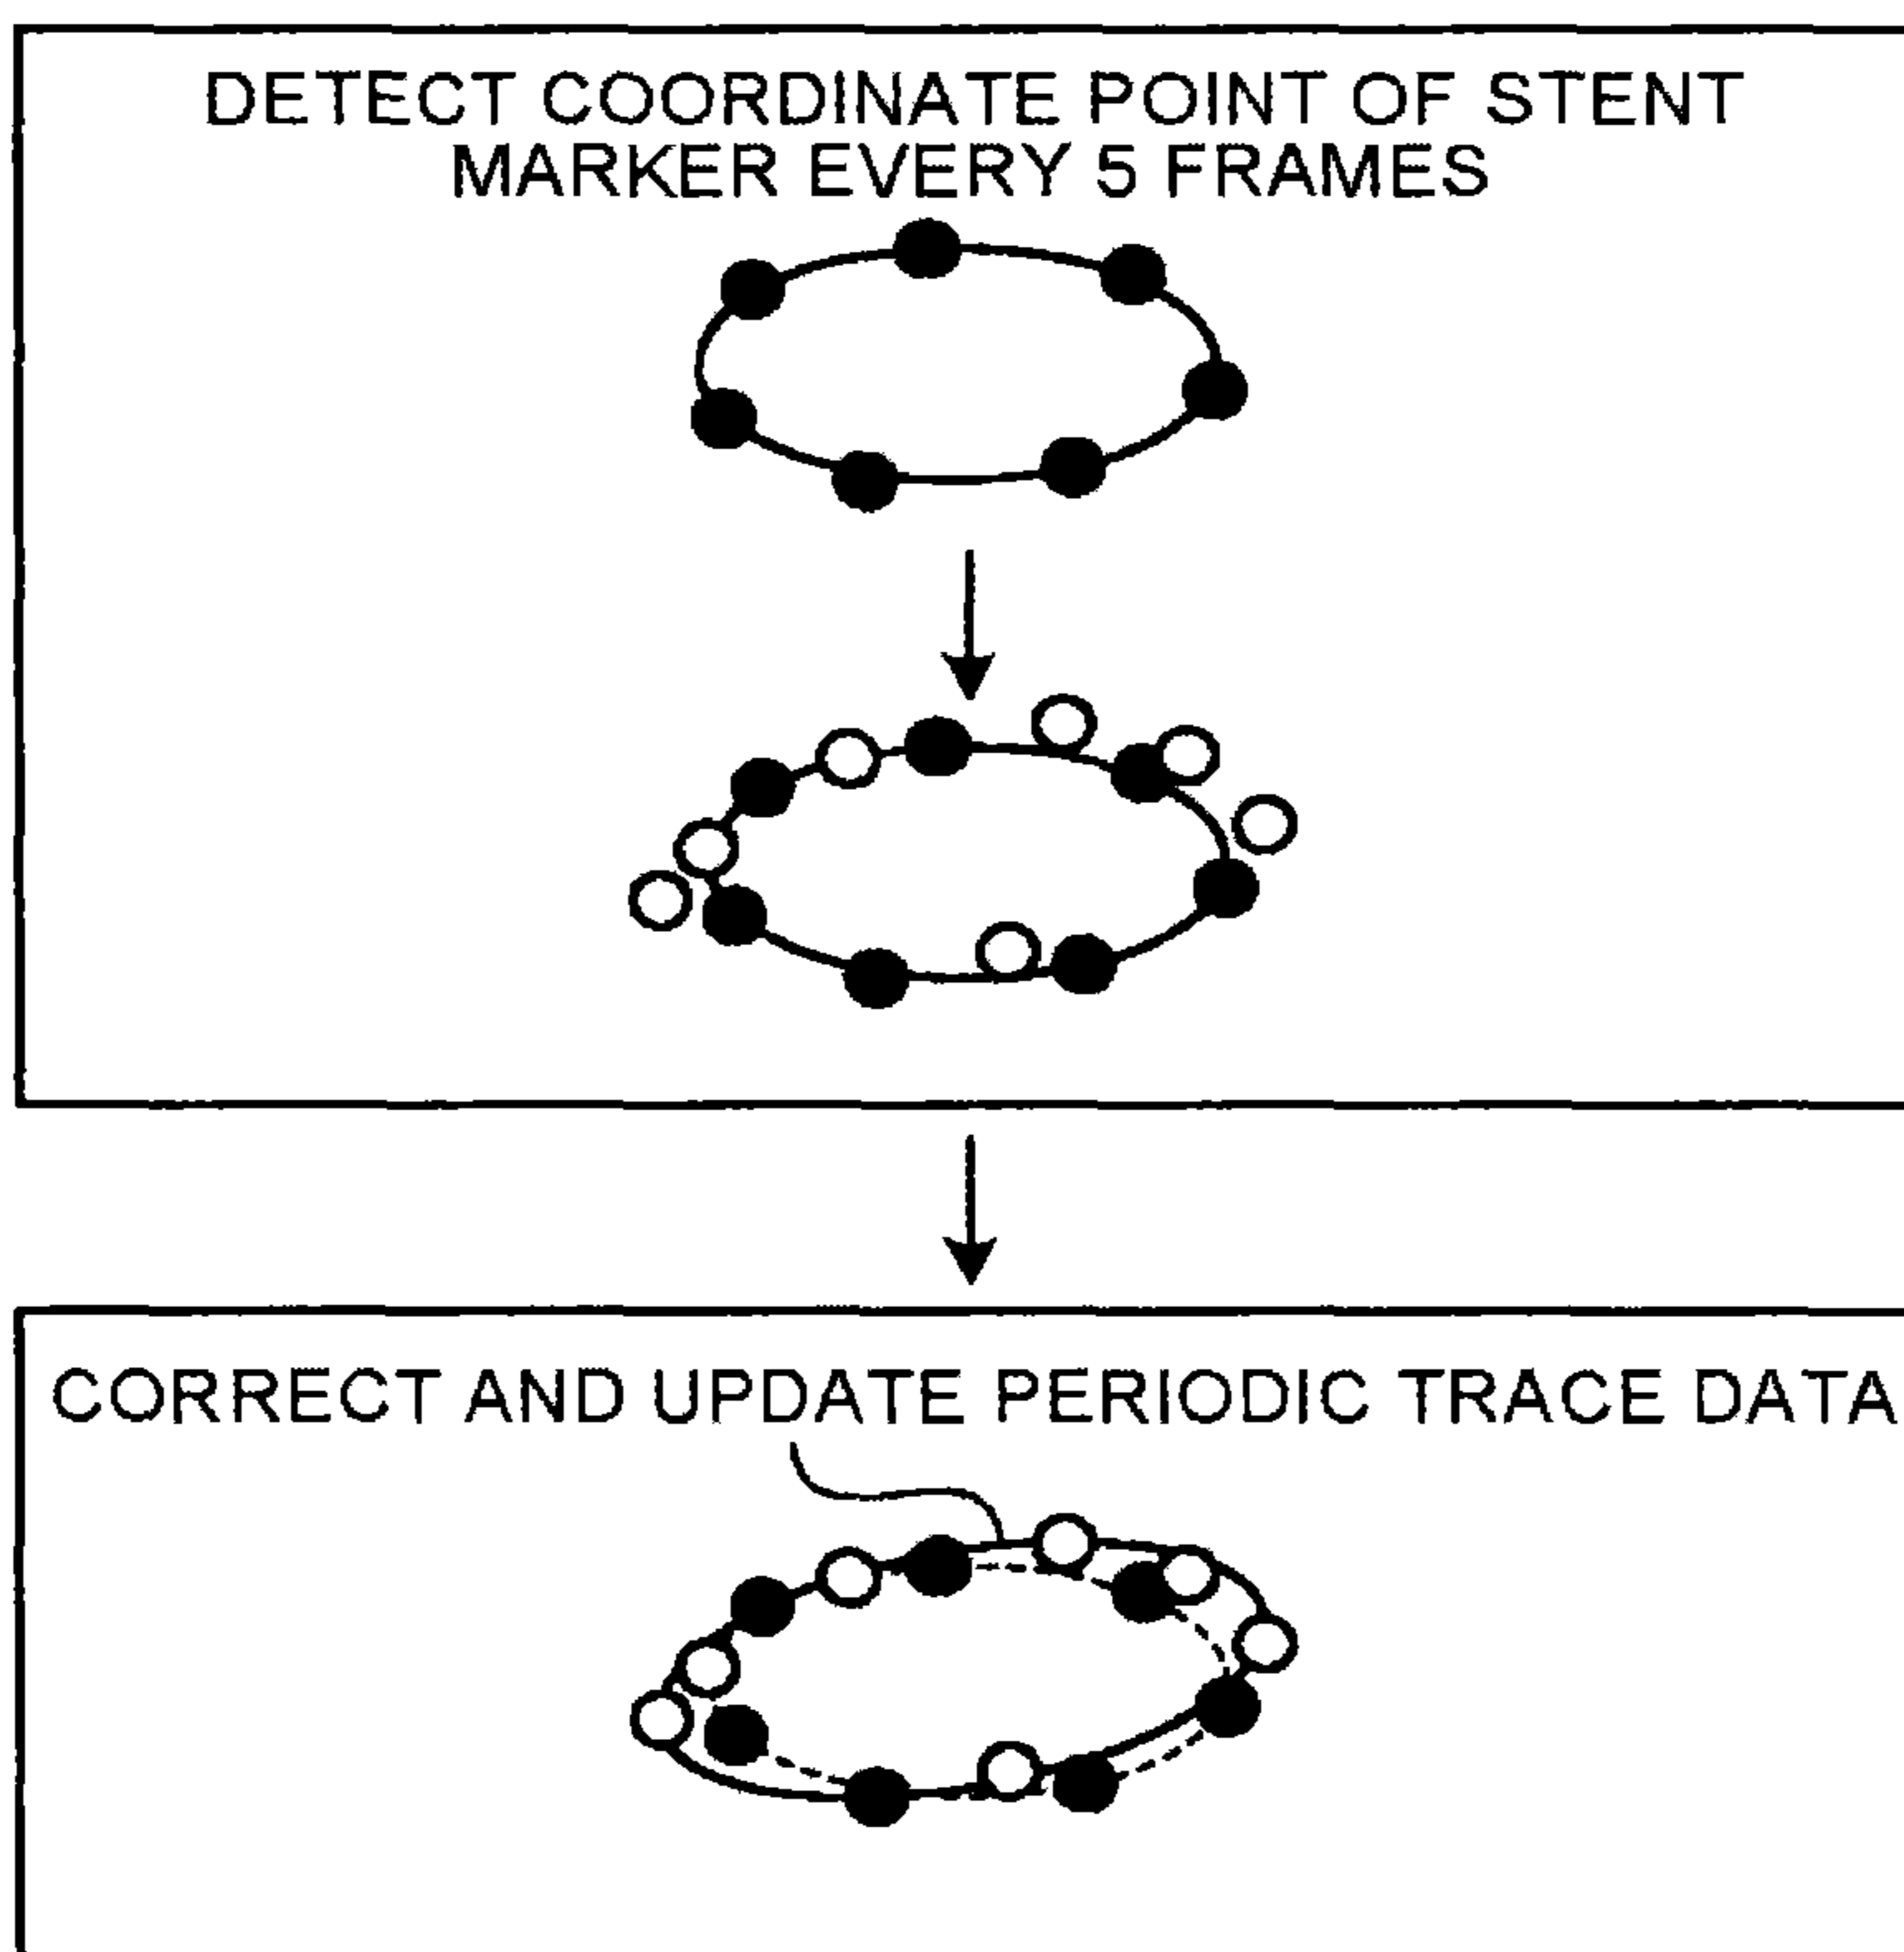 DETECT COORDINATE POINT OF STENT
MARKER EVERY 5 FRAMES
CORRECT AND UPDATE PERIODIC TRACE DATA